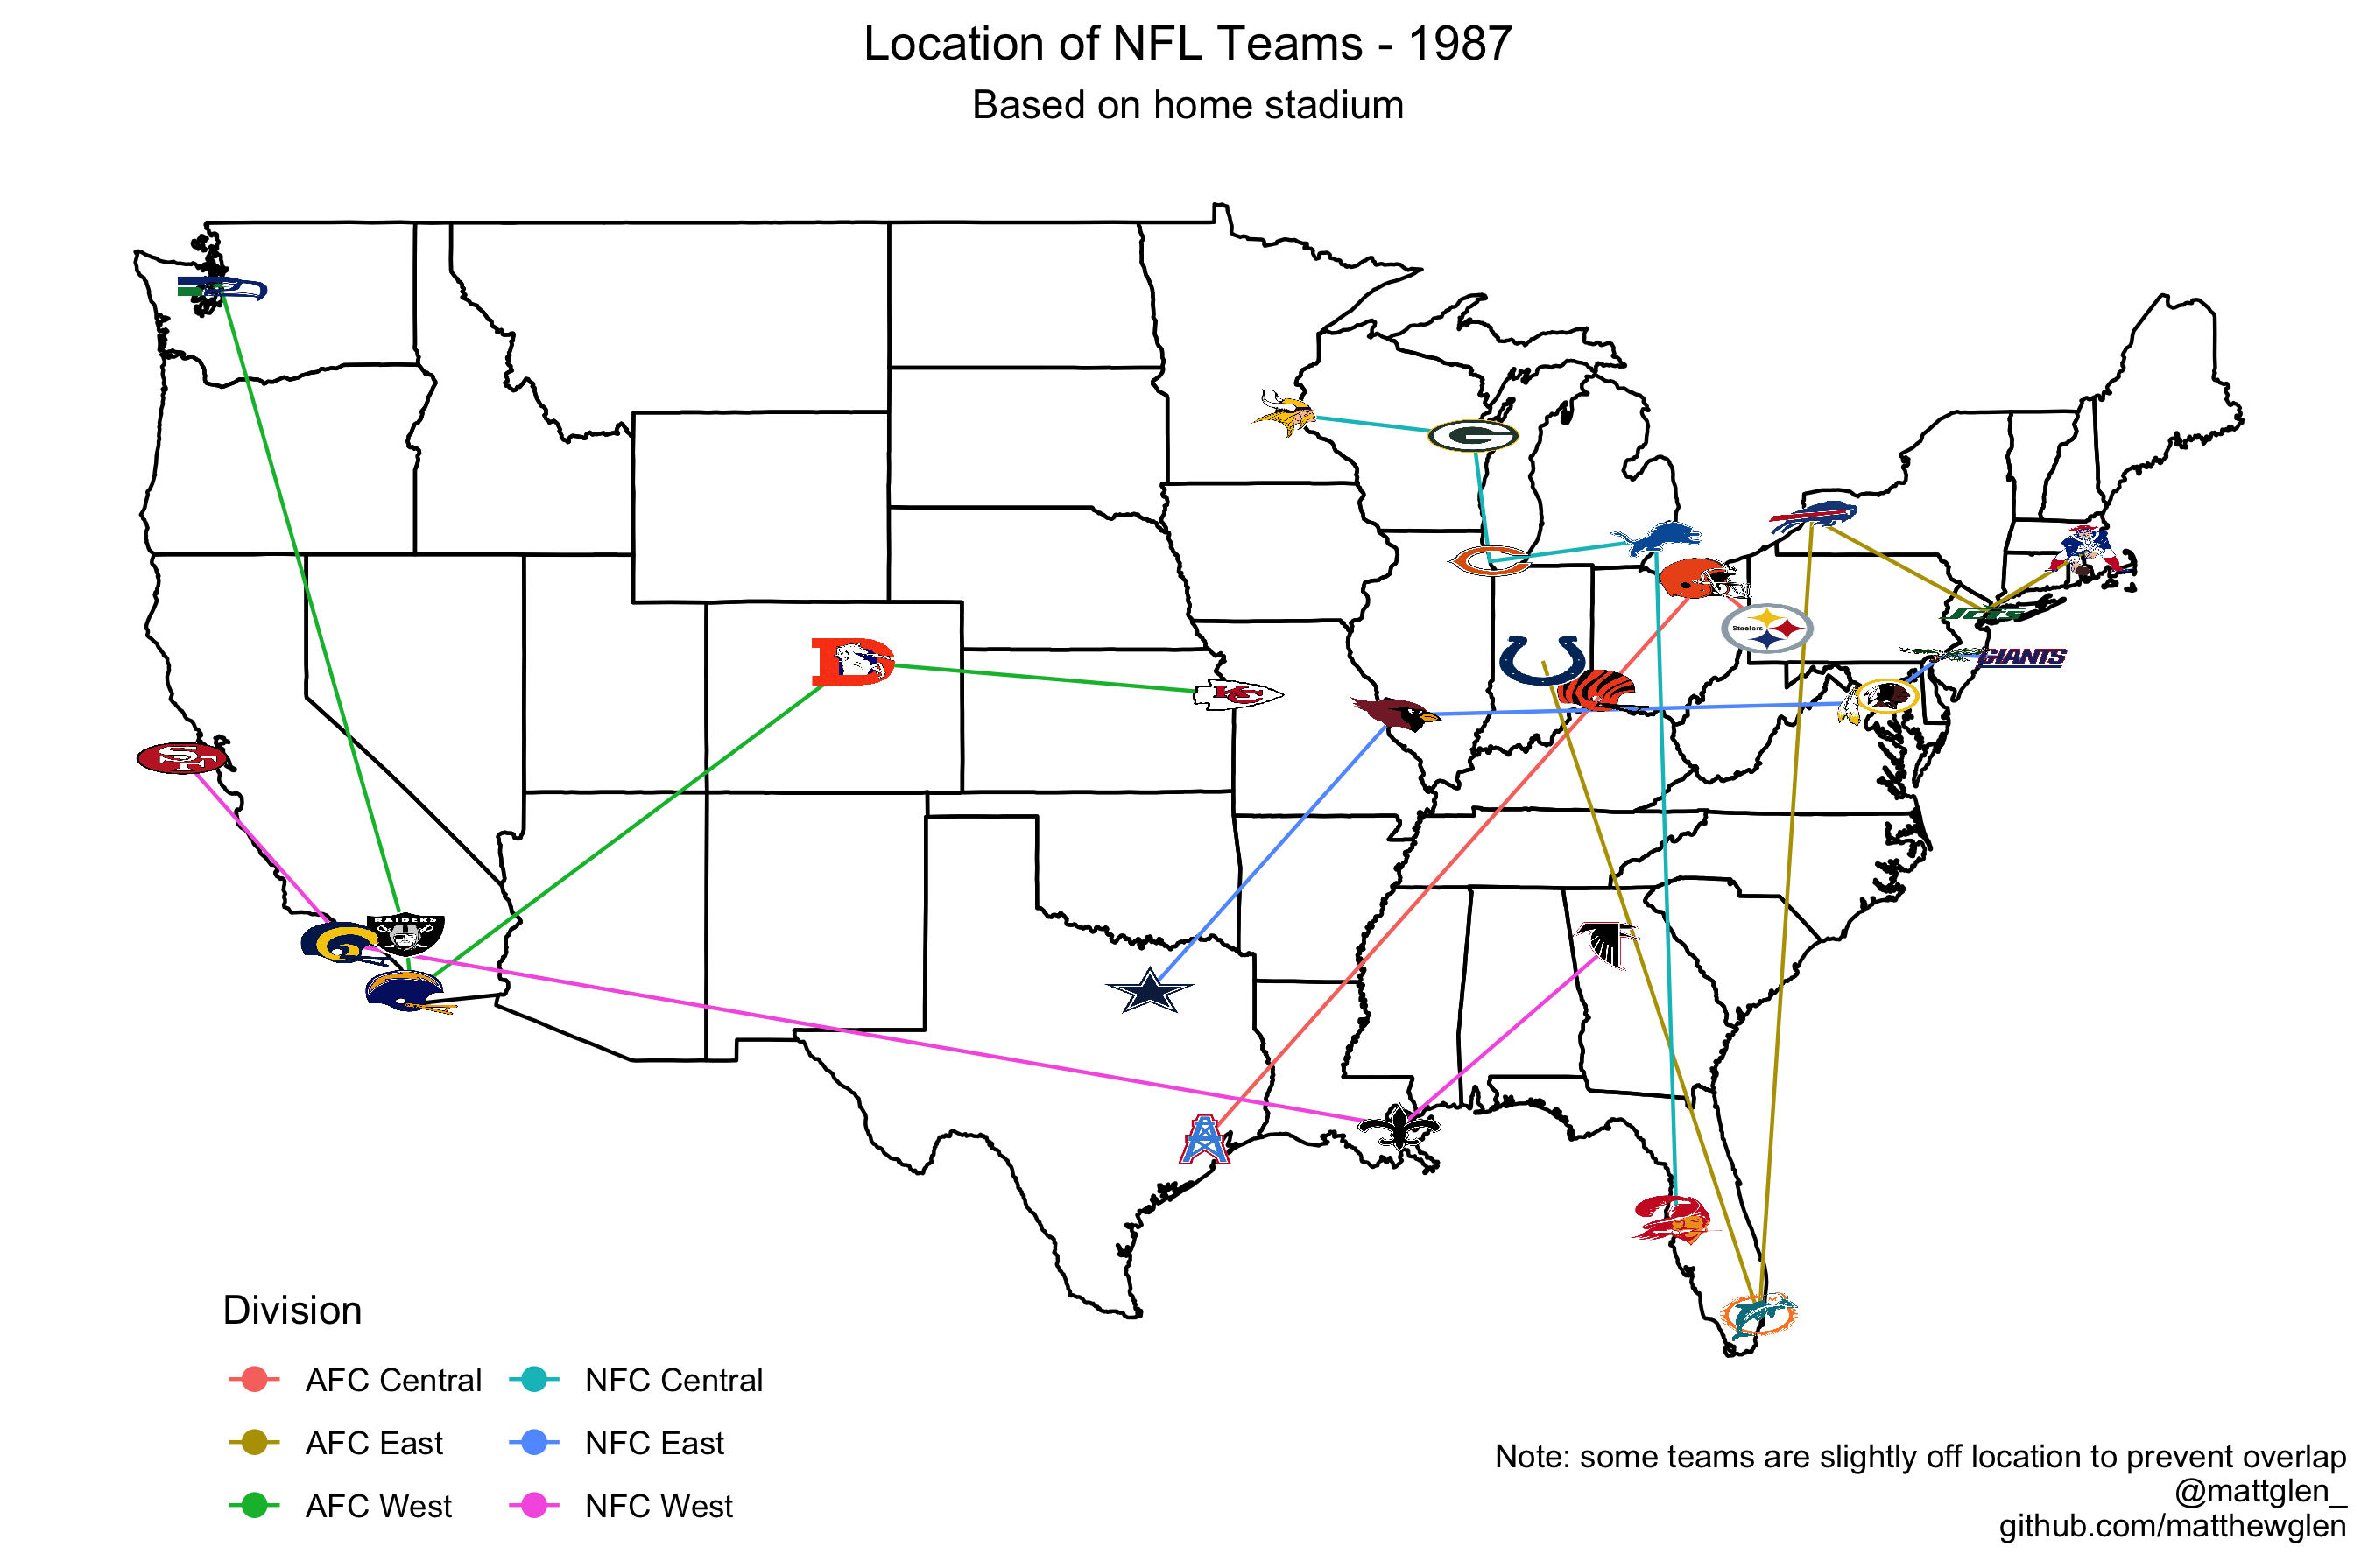 Location of NFL Teams - 1987
Based on home stadium
RAIDERS
SF
D
KC
G
C
Steelers
JETS
GIANTS
Division
AFC Central
NFC Central
AFC East
NFC East
AFC West
NFC West
Note: some teams are slightly off location to prevent overlap
@mattglen_
github.com/matthewglen